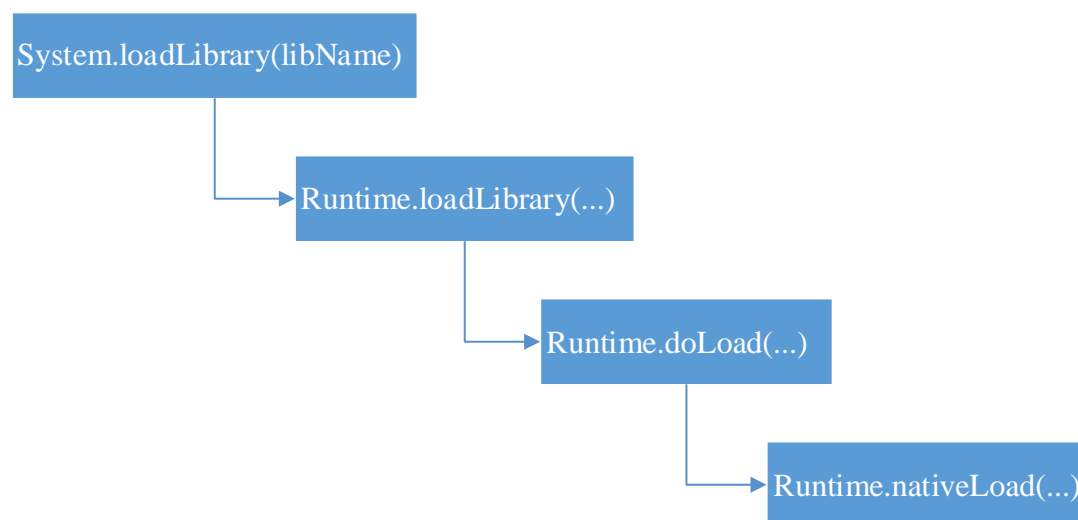 System.loadLibrary(libName)
Runtime.loadLibrary(...)
Runtime.doLoad(...)
Runtime.nativeLoad(...)